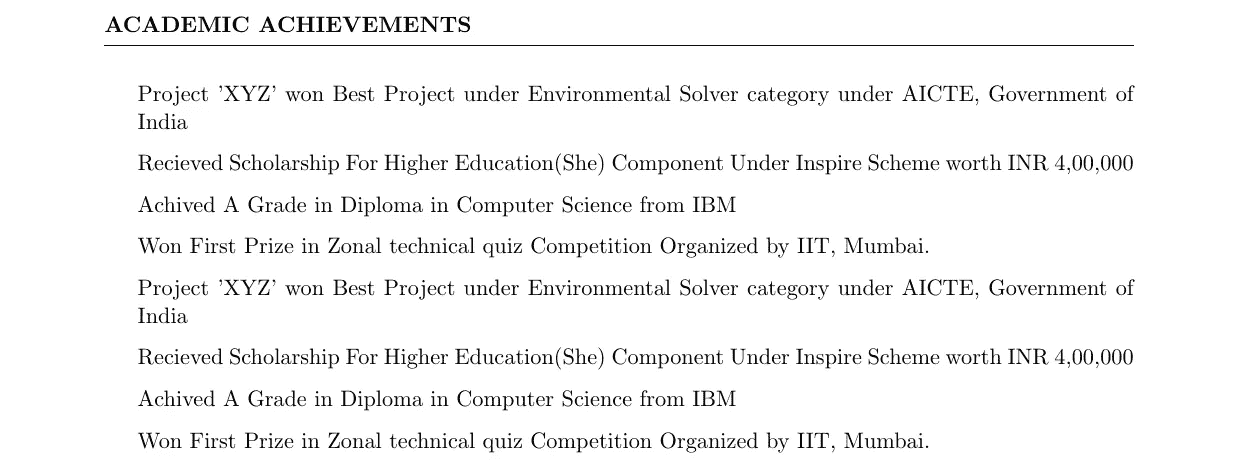 ACADEMIC ACHIEVEMENTS
Project 'XYZ' won Best Project under Environmental Solver category under AICTE, Government of
India
Recieved Scholarship For Higher Education(She) Component Under Inspire Scheme worth INR 4,00,000
Achived A Grade in Diploma in Computer Science from IBM
Won First Prize in Zonal technical quiz Competition Organized by IIT, Mumbai.
Project 'XYZ' won Best Project under Environmental Solver category under AICTE, Government of
India
Recieved Scholarship For Higher Education(She) Component Under Inspire Scheme worth INR 4,00,000
Achived A Grade in Diploma in Computer Science from IBM
Won First Prize in Zonal technical quiz Competition Organized by IIT, Mumbai.